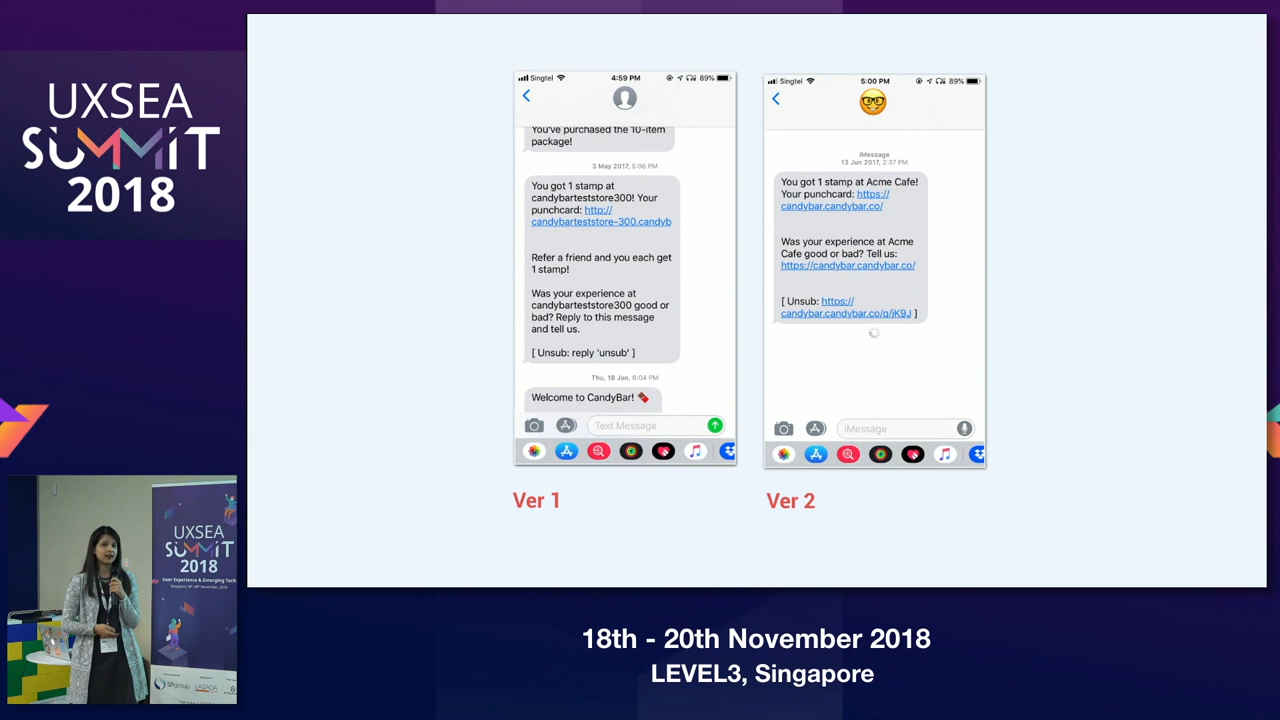 UXSEA
SUMMIT
2018
Singtel
4:59 PM
89%
You've purchased the 10-item
package!
3 May 2017, 5:06 PM
You got 1 stamp at
candybarteststore300! Your
punchcard: http://
candybarteststore-300.candyb
Refer a friend and you each get
1 stamp!
Was your experience at
candybarteststore300 good or
bad? Reply to this message
and tell us.
[ Unsub: reply 'unsub' ]
Thu, 18 Jan, 6:04 PM
Welcome to CandyBar!
Text Message
Ver 1
Singtel
5:00 PM
89%
iMessage
13 Jun 2017, 2:37 PM
You got 1 stamp at Acme Cafe!
Your punchcard: https://
candybar.candybar.co/
Was your experience at Acme
Cafe good or bad? Tell us:
https://candybar.candybar.co/
[ Unsub: https://
candybar.candybar.co/q/jK9J ]
iMessage
Ver 2
UXSEA
SUMMIT
2018
User Experience & Emerging Tech
SPgroup
LAZADA
18th - 20th November 2018
LEVEL3, Singapore